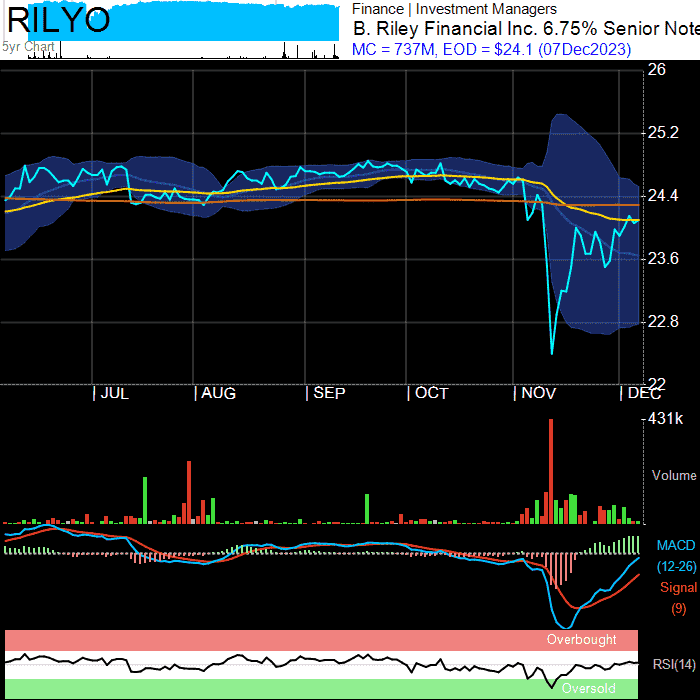 RILYO
5yr Chart
Finance | Investment Managers
B. Riley Financial Inc. 6.75% Senior Note
MC = 737M, EOD = $24.1 (07Dec2023)
26
25.2
24.4
23.6
22.8
22
JUL AUG SEP OCT NOV DEC
431k
Volume
MACD
(12-26)
Signal
(9)
Overbought
RSI(14)
Oversold